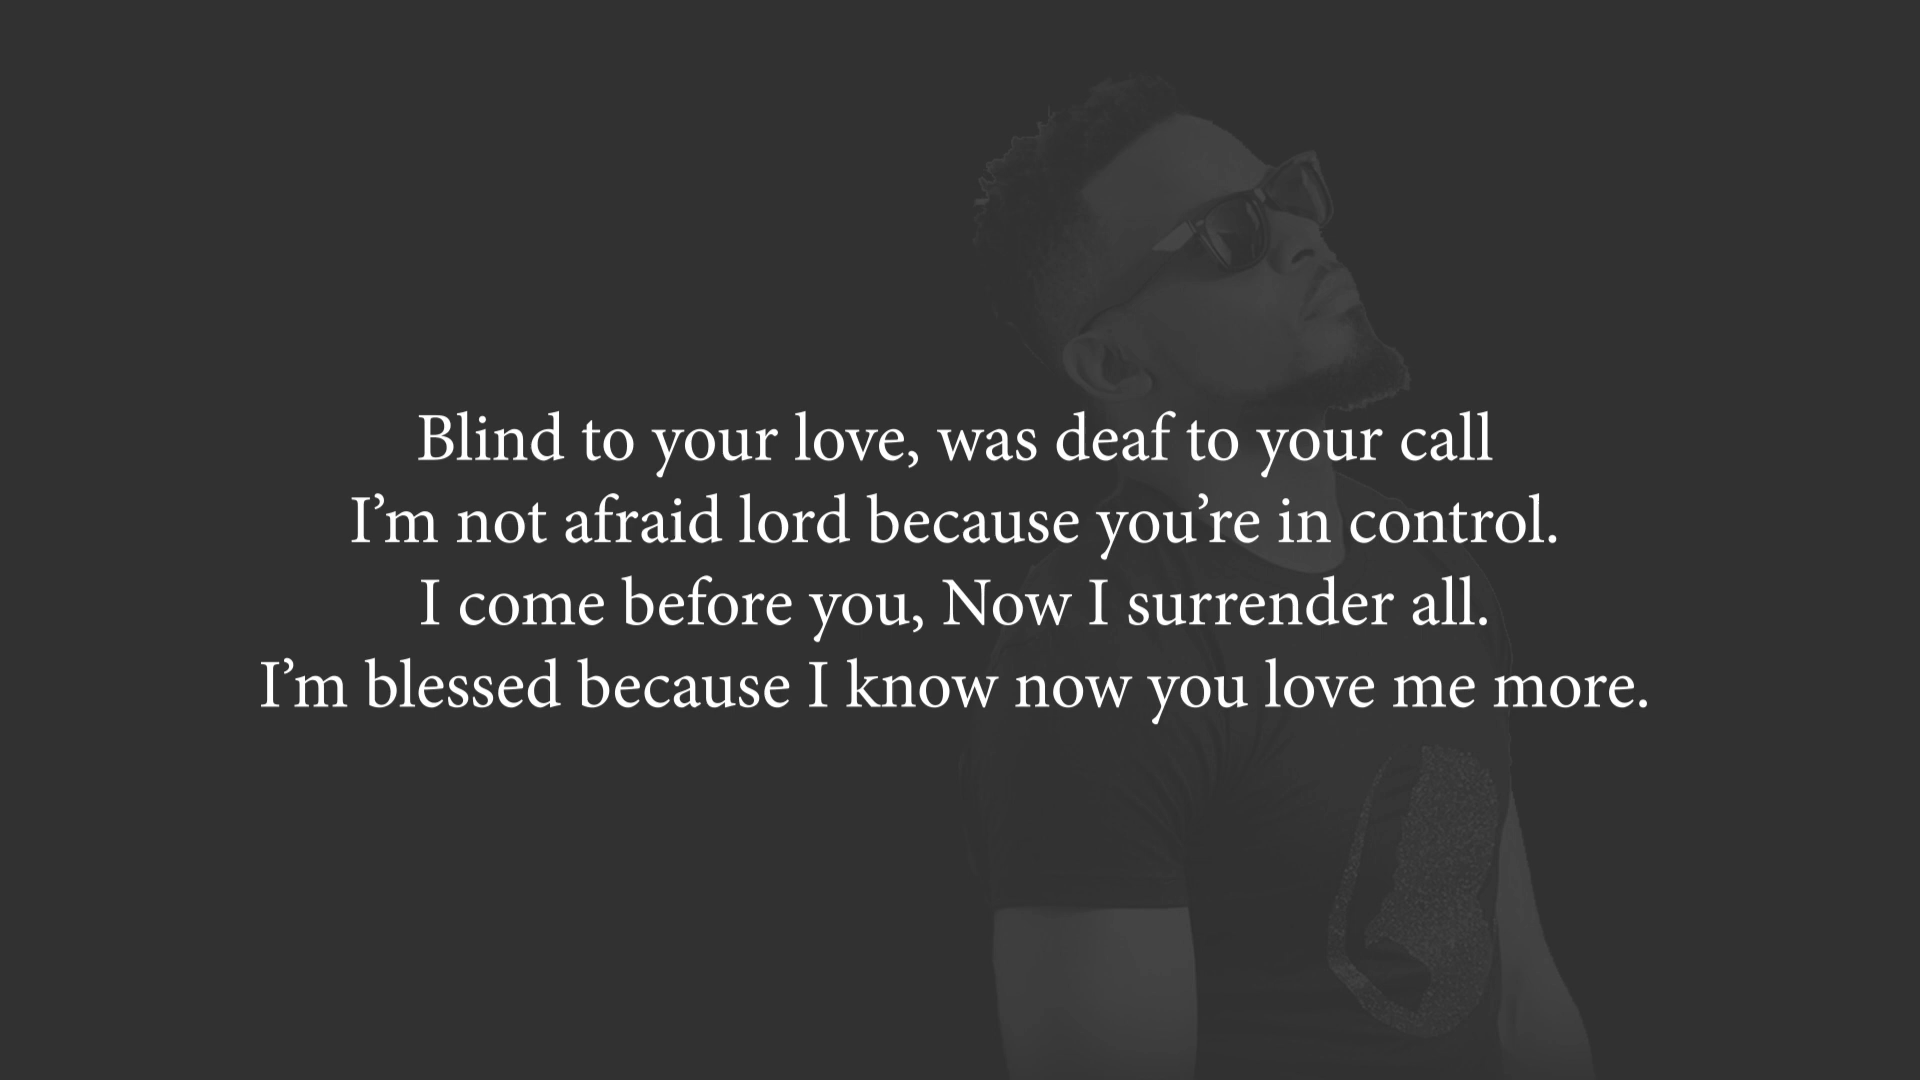 Blind to your love, was deaf to your call
I’m not afraid lord because you’re in control.
I come before you, Now I surrender all.
I’m blessed because I know now you love me more.